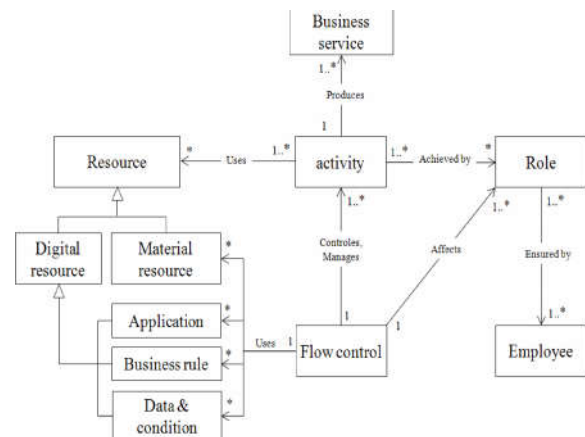 Business
service
1..*
Produces
1
Resource
*
Uses
1..*
activity
1..*
Achieved by
*
Role
1..*
1..*
1..*
Digital
resource
Material
resource
*
Controles,
Manages
Affects
Ensured by
Application
*
Business rule
*
Uses
1
1
Flow control
1
1..*
Employee
Data &
condition
*